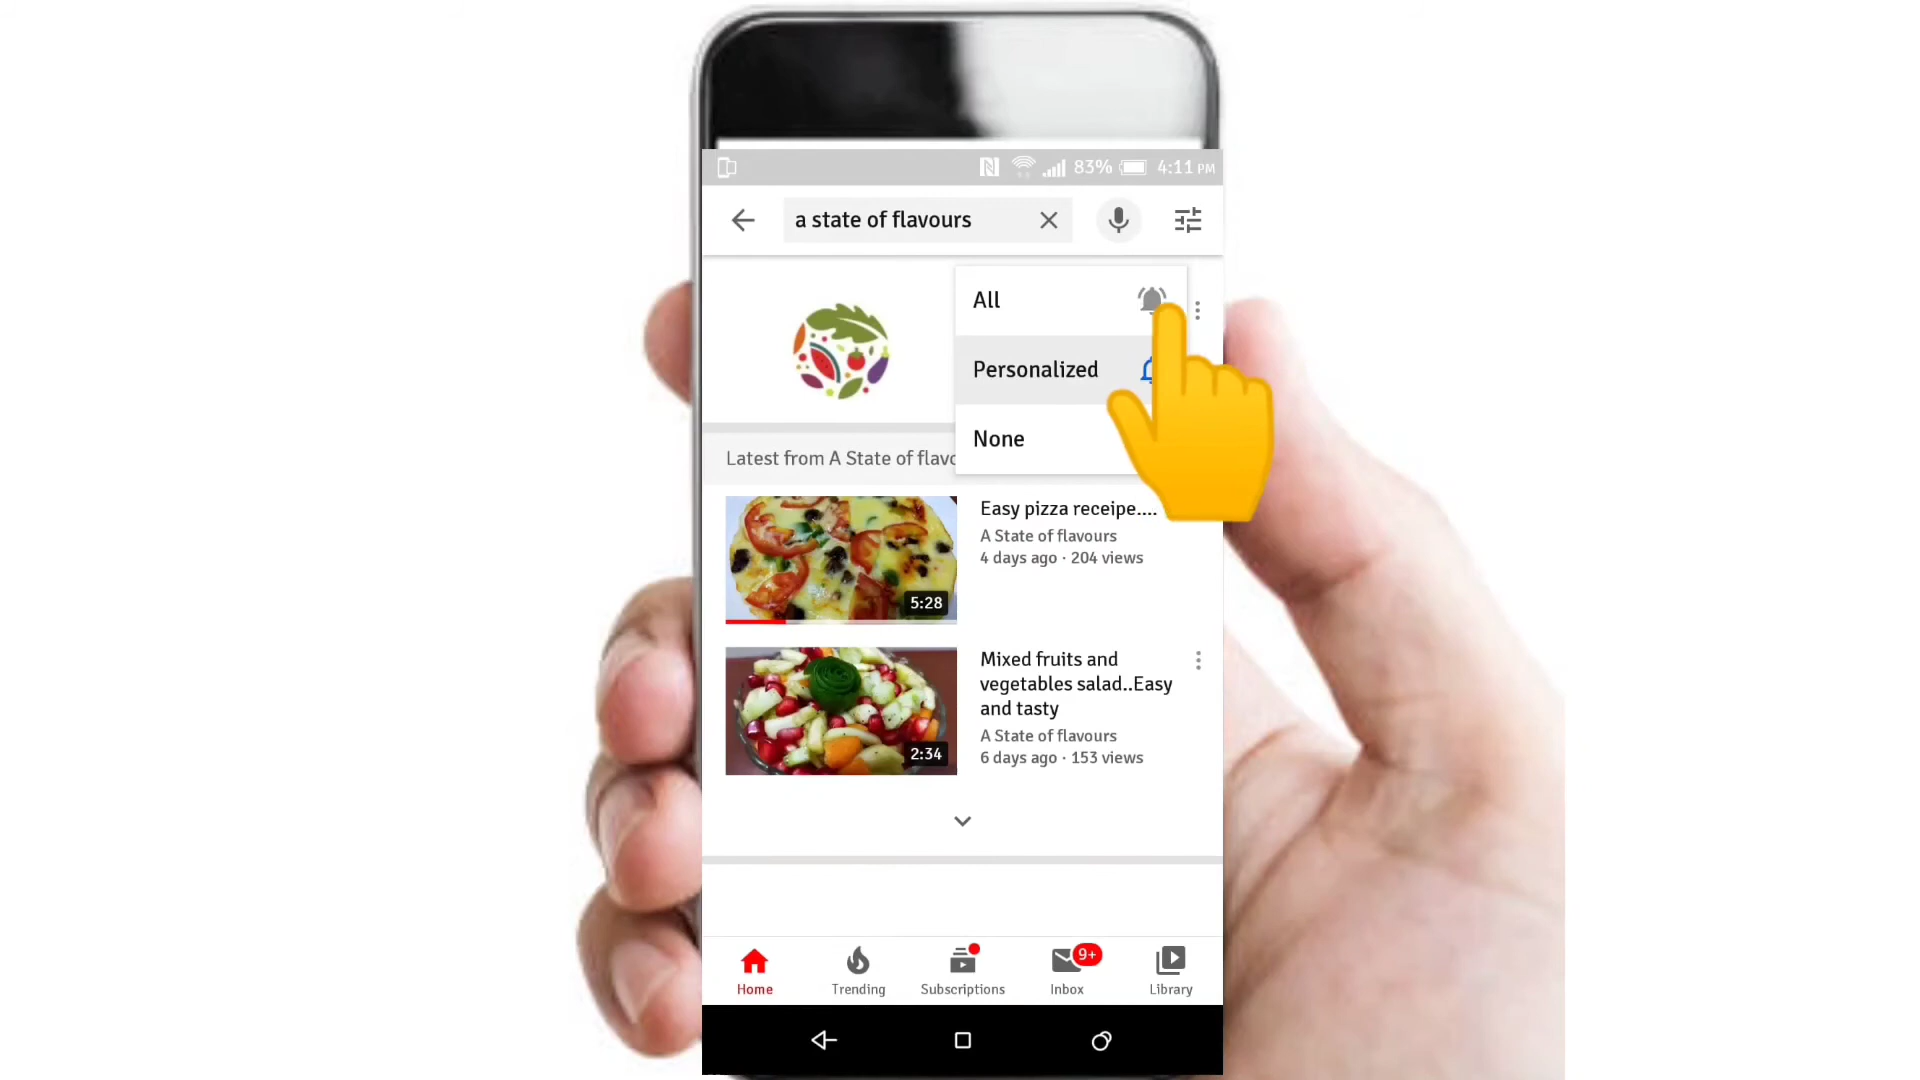 83% 4:11 PM
a state of flavours
All
Personalized
None
Latest from A State of flavo
Easy pizza receipe....
A State of flavours
4 days ago · 204 views
5:28
Mixed fruits and
vegetables salad..Easy
and tasty
A State of flavours
6 days ago · 153 views
2:34
9+
Home Trending Subscriptions Inbox Library